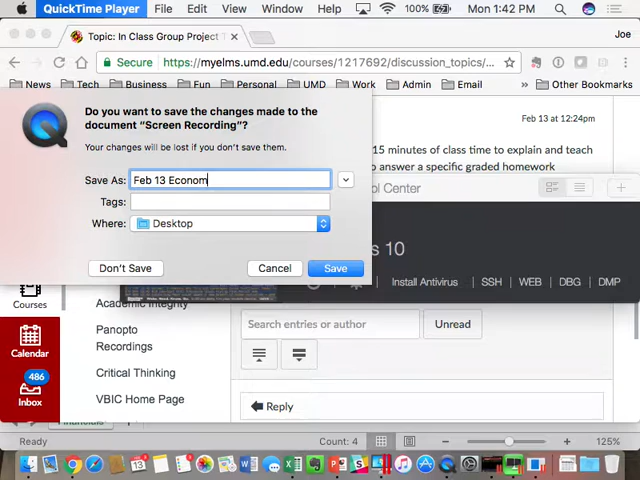 QuickTime Player File Edit View Window Help 100% Mon 1:42 PM
Topic: In Class Group Project T
Joe
Secure https://myelms.umd.edu/courses/1217692/discussion_topics/...
News Tech Business Fun Personal UMD Work Admin Email >> Other Bookmarks
Do you want to save the changes made to the
document “Screen Recording”?
Your changes will be lost if you don’t save them.
Save As: Feb 13 Econom
Tags:
Where: Desktop
Don’t Save Cancel Save
Feb 13 at 12:24pm
15 minutes of class time to explain and teach
o answer a specific graded homework
ol Center
s 10
Install Antivirus SSH WEB DBG DMP
Courses
Academic Integrity
Panopto
Recordings
Critical Thinking
VBIC Home Page
Calendar
486
Inbox
Search entries or author Unread
Reply
Financials
Ready Count: 4 125%